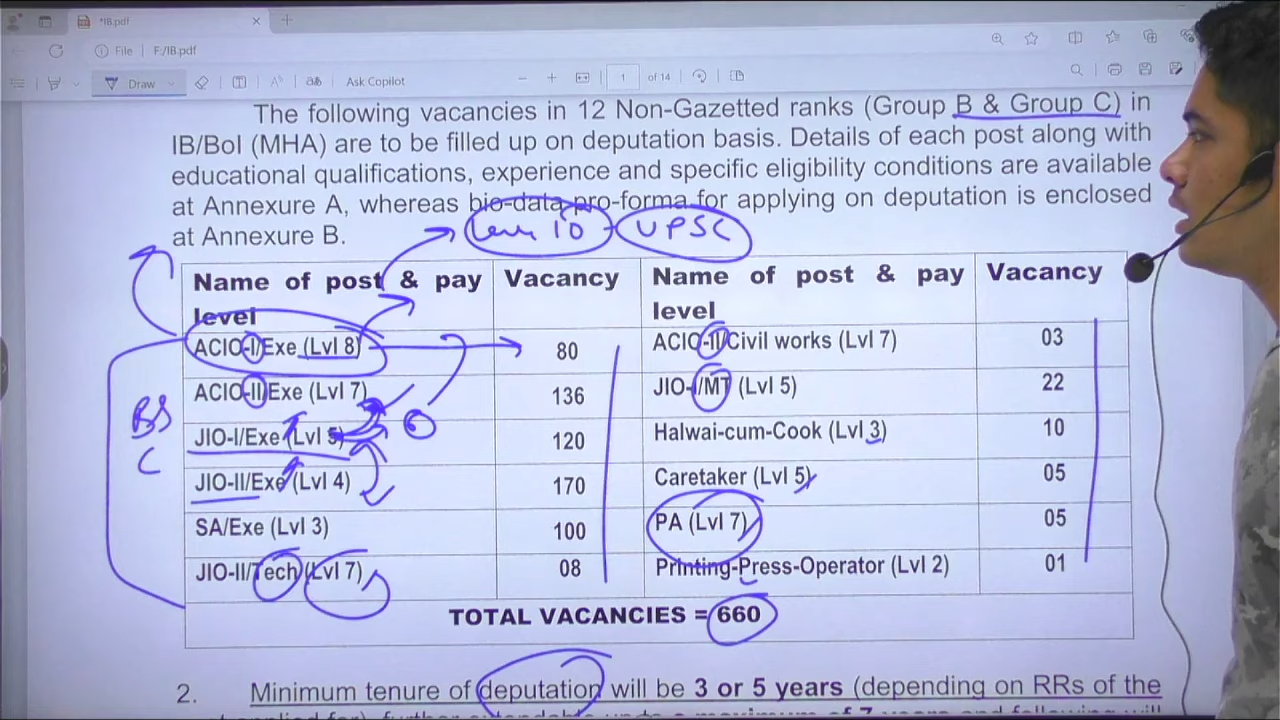 *IB.pdf
File F:/IB.pdf
Draw Ask Copilot 1 of 14
The following vacancies in 12 Non-Gazetted ranks (Group B & Group C) in
IB/BoI (MHA) are to be filled up on deputation basis. Details of each post along with
educational qualifications, experience and specific eligibility conditions are available
at Annexure A, whereas bio-data pro-forma for applying on deputation is enclosed
at Annexure B.
Level 10 - UPSC
Name of post & pay level Vacancy Name of post & pay level Vacancy
ACIO-I/Exe (Lvl 8) 80 ACIO-II/Civil works (Lvl 7) 03
ACIO-II/Exe (Lvl 7) 136 JIO-I/MT (Lvl 5) 22
JIO-I/Exe (Lvl 5) 120 Halwai-cum-Cook (Lvl 3) 10
JIO-II/Exe (Lvl 4) 170 Caretaker (Lvl 5) 05
SA/Exe (Lvl 3) 100 PA (Lvl 7) 05
JIO-II/Tech (Lvl 7) 08 Printing-Press-Operator (Lvl 2) 01
TOTAL VACANCIES = 660
2. Minimum tenure of deputation will be 3 or 5 years (depending on RRs of the